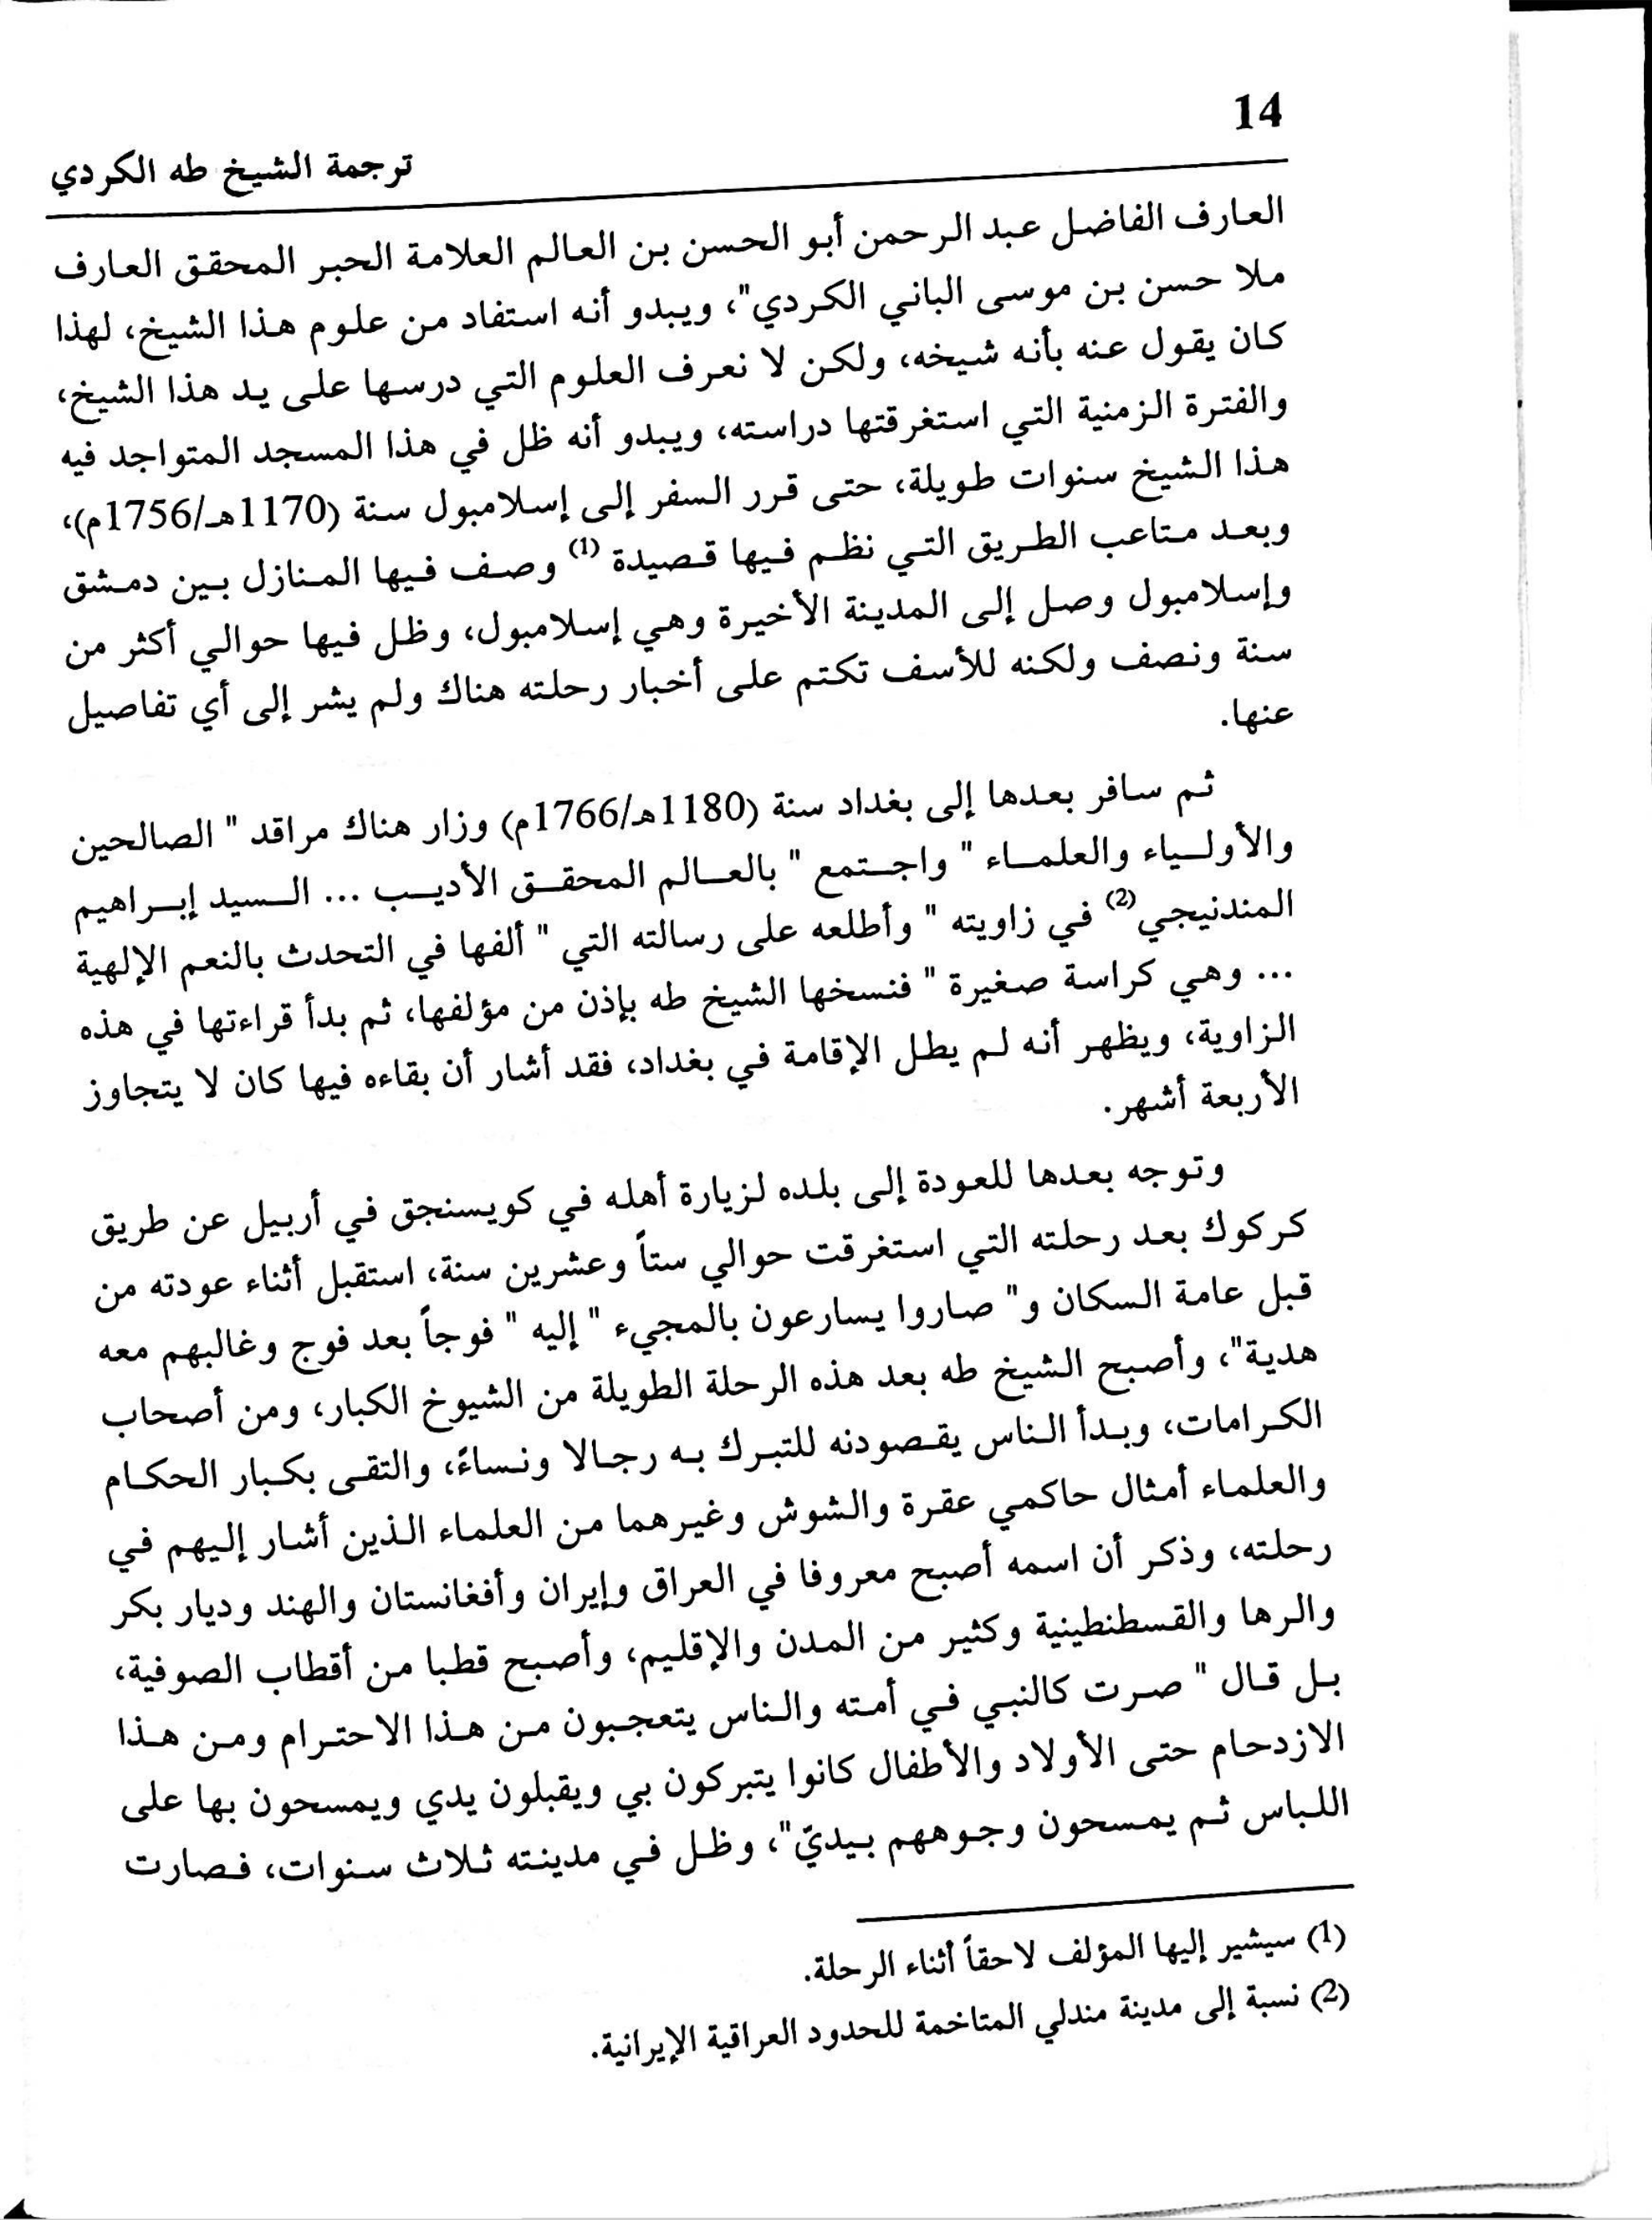 14
ترجمة الشيخ طه الكردي
العارف الفاضل عبد الرحمن أبو الحسن بن العالم العلامة الحبر المحقق العارف
ملا حسن بن موسى الباني الكردي"، ويبدو أنه استفاد من علوم هذا الشيخ، لهذا
كان يقول عنه بأنه شيخه، ولكن لا نعرف العلوم التي درسها على يد هذا الشيخ،
والفترة الزمنية التي استغرقتها دراسته، ويبدو أنه ظل في هذا المسجد المتواجد فيه
هذا الشيخ سنوات طويلة، حتى قرر السفر إلى إسلامبول سنة (1170هـ/1756م)،
وبعد متاعب الطريق التي نظم فيها قصيدة (1) وصف فيها المنازل بين دمشق
وإسلامبول وصل إلى المدينة الأخيرة وهي إسلامبول، وظل فيها حوالي أكثر من
سنة ونصف ولكنه للأسف تكتم على أخبار رحلته هناك ولم يشر إلى أي تفاصيل
عنها.
ثم سافر بعدها إلى بغداد سنة (1180هـ/1766م) وزار هناك مراقد " الصالحين
والأولياء والعلماء " واجتمع " بالعالم المحقق الأديب ... السيد إبراهيم
المندنيجي(2) في زاويته " وأطلعه على رسالته التي " ألفها في التحدث بالنعم الإلهية
... وهي كراسة صغيرة " فنسخها الشيخ طه بإذن من مؤلفها، ثم بدأ قراءتها في هذه
الزاوية، ويظهر أنه لم يطل الإقامة في بغداد، فقد أشار أن بقاءه فيها كان لا يتجاوز
الأربعة أشهر.
وتوجه بعدها للعودة إلى بلده لزيارة أهله في كويسنجق في أربيل عن طريق
كركوك بعد رحلته التي استغرقت حوالي ستاً وعشرين سنة، استقبل أثناء عودته من
قبل عامة السكان و" صاروا يسارعون بالمجيء " إليه " فوجاً بعد فوج وغالبهم معه
هدية"، وأصبح الشيخ طه بعد هذه الرحلة الطويلة من الشيوخ الكبار، ومن أصحاب
الكرامات، وبدأ الناس يقصودنه للتبرك به رجالا ونساءً، والتقى بكبار الحكام
والعلماء أمثال حاكمي عقرة والشوش وغيرهما من العلماء الذين أشار إليهم في
رحلته، وذكر أن اسمه أصبح معروفا في العراق وإيران وأفغانستان والهند وديار بكر
والرها والقسطنطينية وكثير من المدن والإقليم، وأصبح قطبا من أقطاب الصوفية،
بل قال " صرت كالنبي في أمته والناس يتعجبون من هذا الاحترام ومن هذا
الازدحام حتى الأولاد والأطفال كانوا يتبركون بي ويقبلون يدي ويمسحون بها على
اللباس ثم يمسحون وجوههم بيديّ"، وظل في مدينته ثلاث سنوات، فصارت
(1) سيشير إليها المؤلف لاحقاً أثناء الرحلة.
(2) نسبة إلى مدينة مندلي المتاخمة للحدود العراقية الإيرانية.